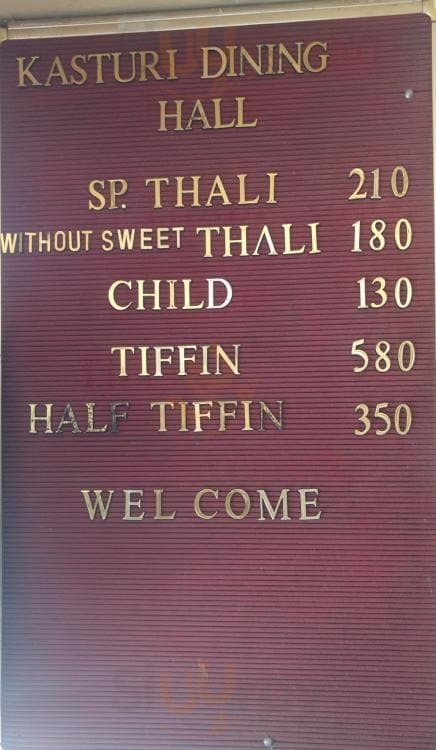 KASTURI DINING
HALL
SP. THALI 210
WITHOUT SWEET THALI 180
CHILD 130
TIFFIN 580
HALF TIFFIN 350
WEL COME